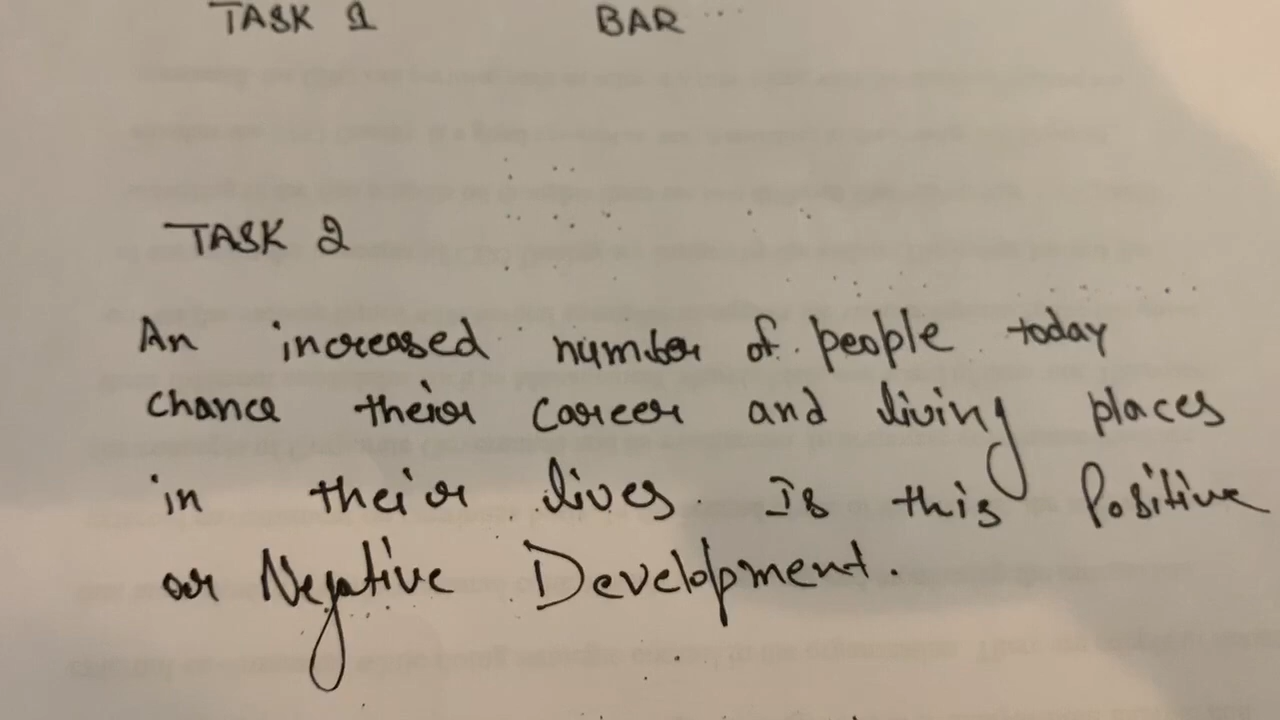 TASK 1 BAR ...
TASK 2
An increased number of people today
chance their career and living places
in their lives. Is this Positive
or Negative Development.